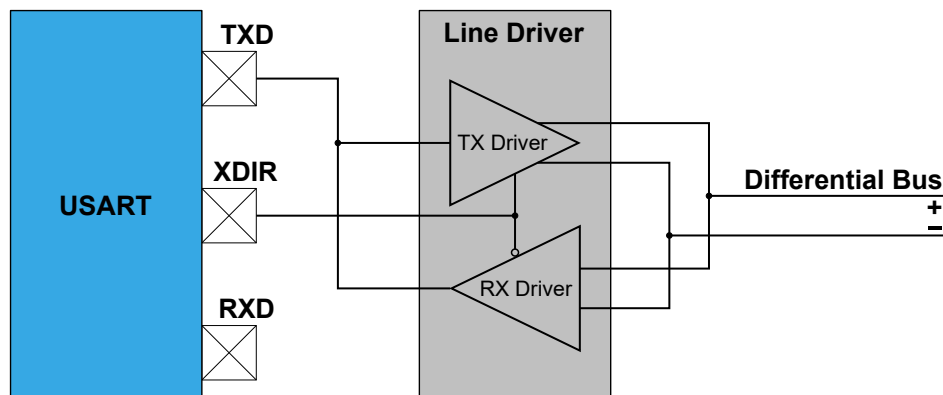 TXD
Line Driver
TX Driver
XDIR
USART
Differential Bus
+
−
RX Driver
RXD